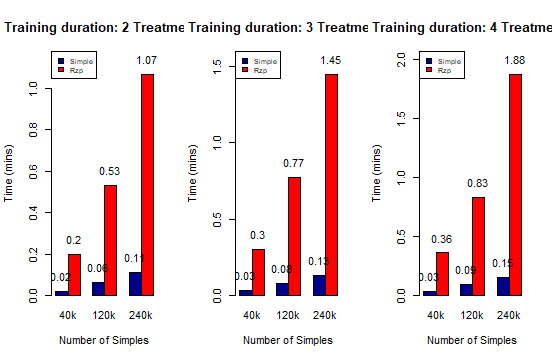 Training duration: 2 Treatme
Simple
Rzp
0.0 0.2 0.4 0.6 0.8 1.0
Time (mins)
0.02 0.2 0.06 0.53 0.11 1.07
40k 120k 240k
Number of Simples
Training duration: 3 Treatme
Simple
Rzp
0.0 0.5 1.0 1.5
Time (mins)
0.03 0.3 0.08 0.77 0.13 1.45
40k 120k 240k
Number of Simples
Training duration: 4 Treatme
Simple
Rzp
0.0 0.5 1.0 1.5 2.0
Time (mins)
0.03 0.36 0.09 0.83 0.15 1.88
40k 120k 240k
Number of Simples